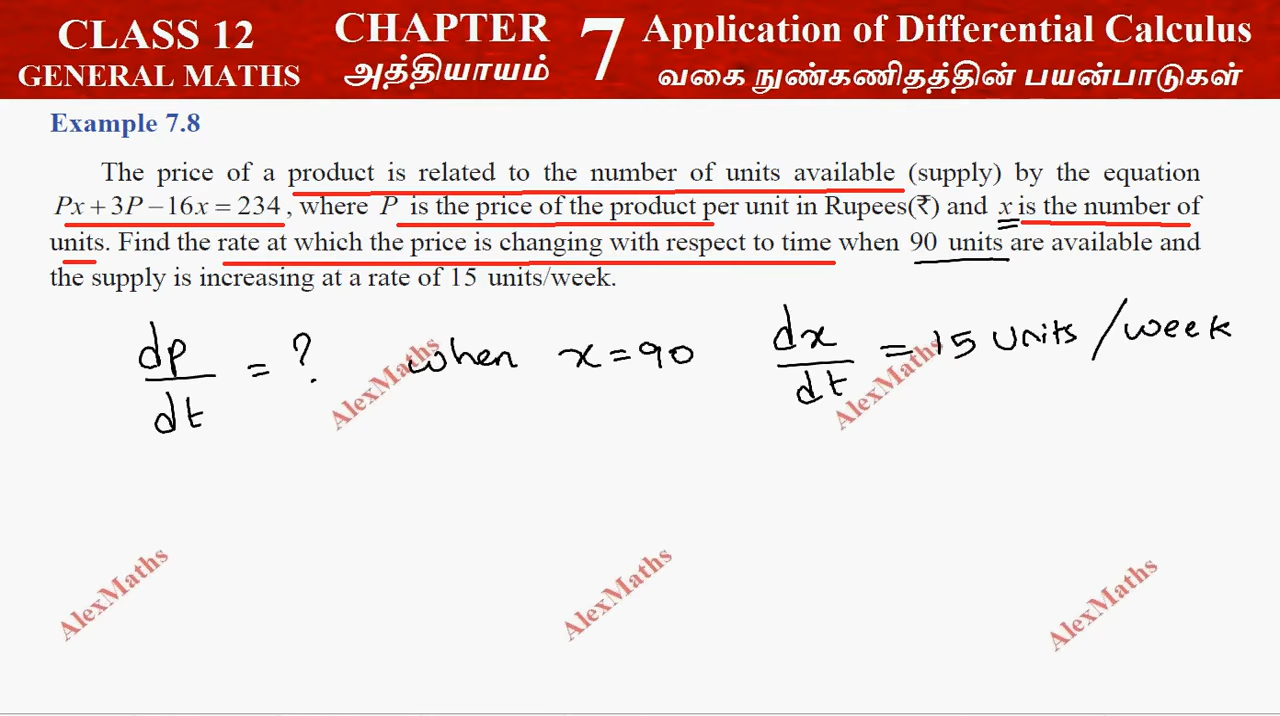 CLASS 12
GENERAL MATHS
CHAPTER
அத்தியாயம்
7
Application of Differential Calculus
வகை நுண்கணிதத்தின் பயன்பாடுகள்
Example 7.8
The price of a product is related to the number of units available (supply) by the equation
Px + 3P − 16x = 234, where P is the price of the product per unit in Rupees(₹) and x is the number of
units. Find the rate at which the price is changing with respect to time when 90 units are available and
the supply is increasing at a rate of 15 units/week.
dp/dt = ? when x = 90 dx/dt = 15 units / week
AlexMaths
AlexMaths
AlexMaths
AlexMaths
AlexMaths